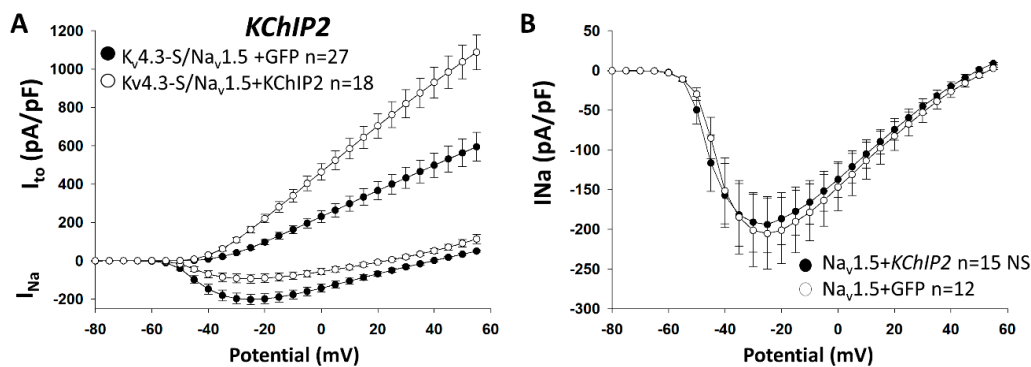 A
KChIP2
Kv4.3-S/Nav1.5 +GFP n=27
Kv4.3-S/Nav1.5+KChIP2 n=18
Ito (pA/pF)
INa
1200
1000
800
600
400
200
0
-200
-80 -60 -40 -20 0 20 40 60
Potential (mV)
B
INa (pA/pF)
0
-50
-100
-150
-200
-250
-300
Nav1.5+KChIP2 n=15 NS
Nav1.5+GFP n=12
-80 -60 -40 -20 0 20 40 60
Potential (mV)